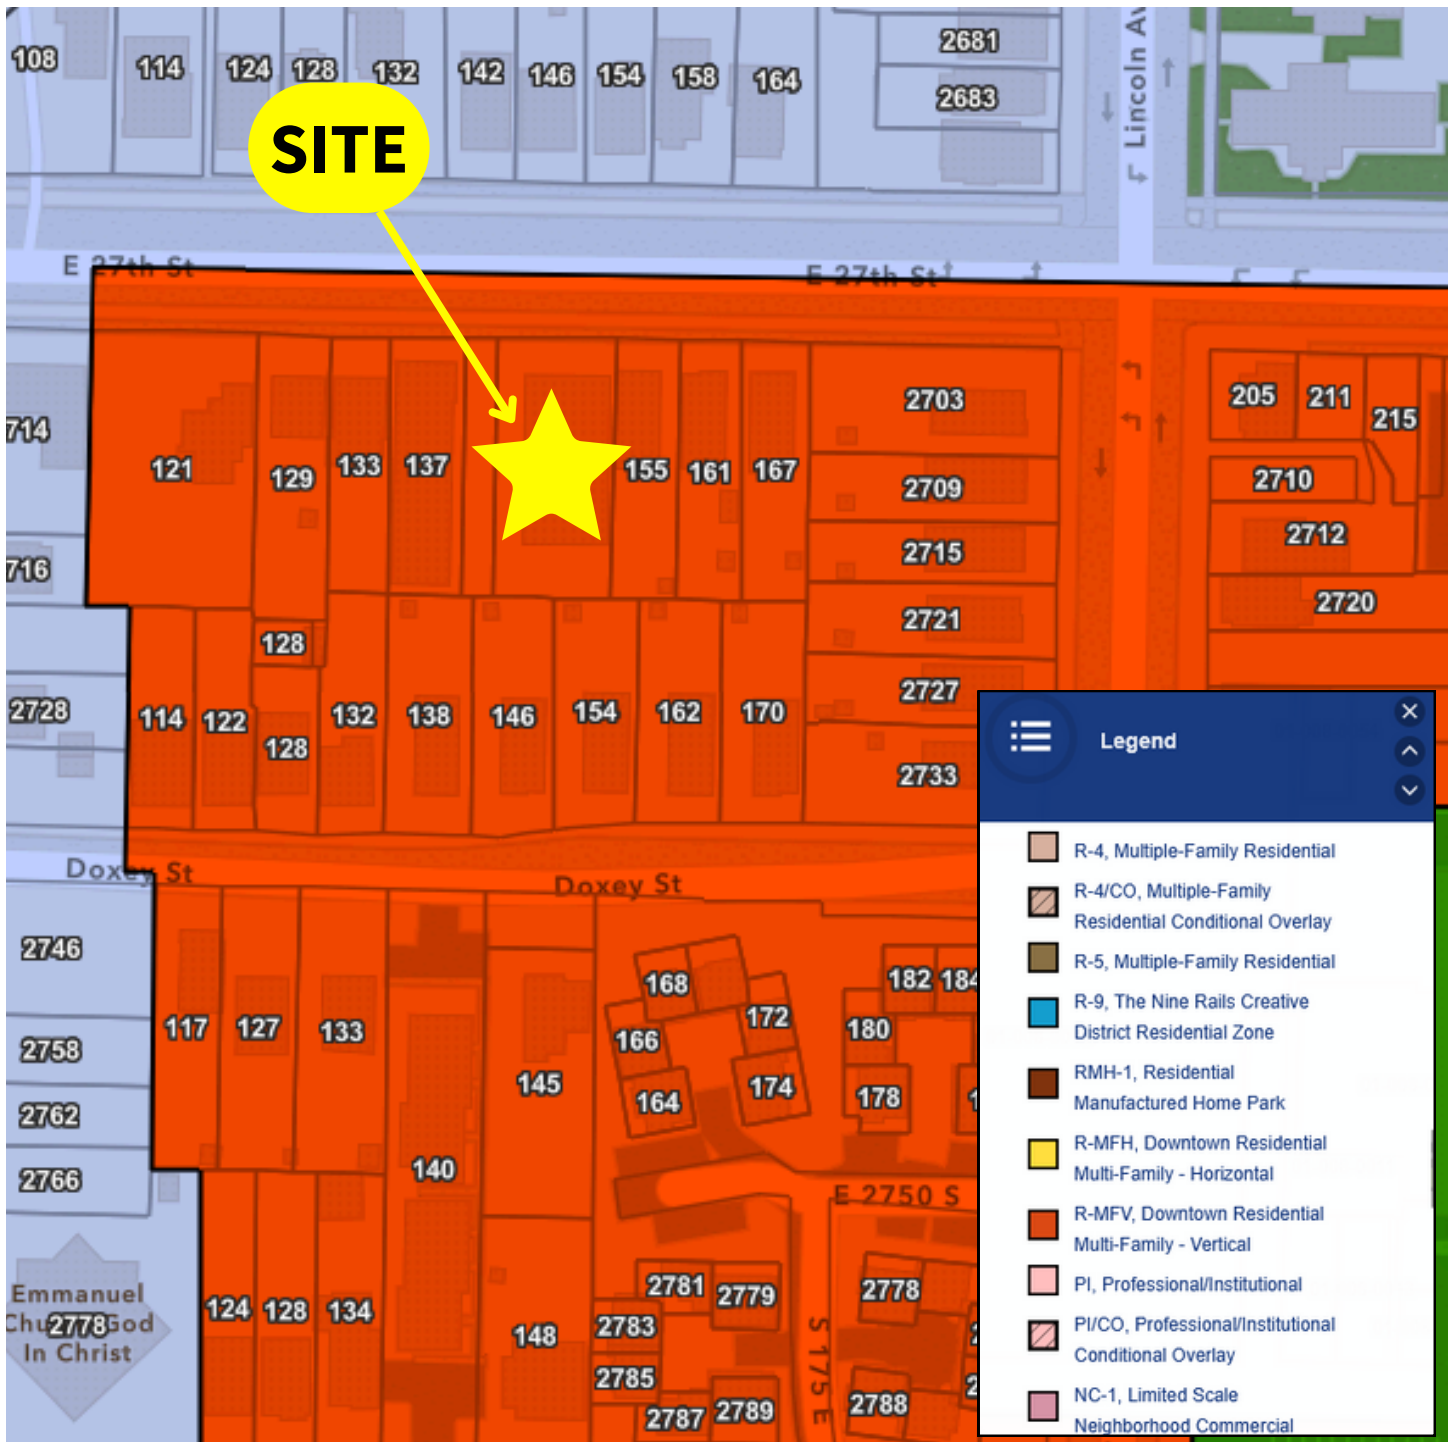 108
114
124
128
132
142
146
154
158
164
2681
2683
Lincoln Av
SITE
E 27th St
E 27th St
714
716
2728
121
129
133
137
155
161
167
2703
2709
2715
2721
2727
2733
205
211
215
2710
2712
2720
128
114
122
128
132
138
146
154
162
170
Doxey St
Doxey St
2746
2758
2762
2766
117
127
133
140
145
168
166
164
172
174
182
184
180
178
E 2750 S
124
128
134
148
2781
2779
2783
2785
2787
2789
S 175 E
2778
2788
Emmanuel
Church God
2778
In Christ
Legend
R-4, Multiple-Family Residential
R-4/CO, Multiple-Family
Residential Conditional Overlay
R-5, Multiple-Family Residential
R-9, The Nine Rails Creative
District Residential Zone
RMH-1, Residential
Manufactured Home Park
R-MFH, Downtown Residential
Multi-Family - Horizontal
R-MFV, Downtown Residential
Multi-Family - Vertical
PI, Professional/Institutional
PI/CO, Professional/Institutional
Conditional Overlay
NC-1, Limited Scale
Neighborhood Commercial